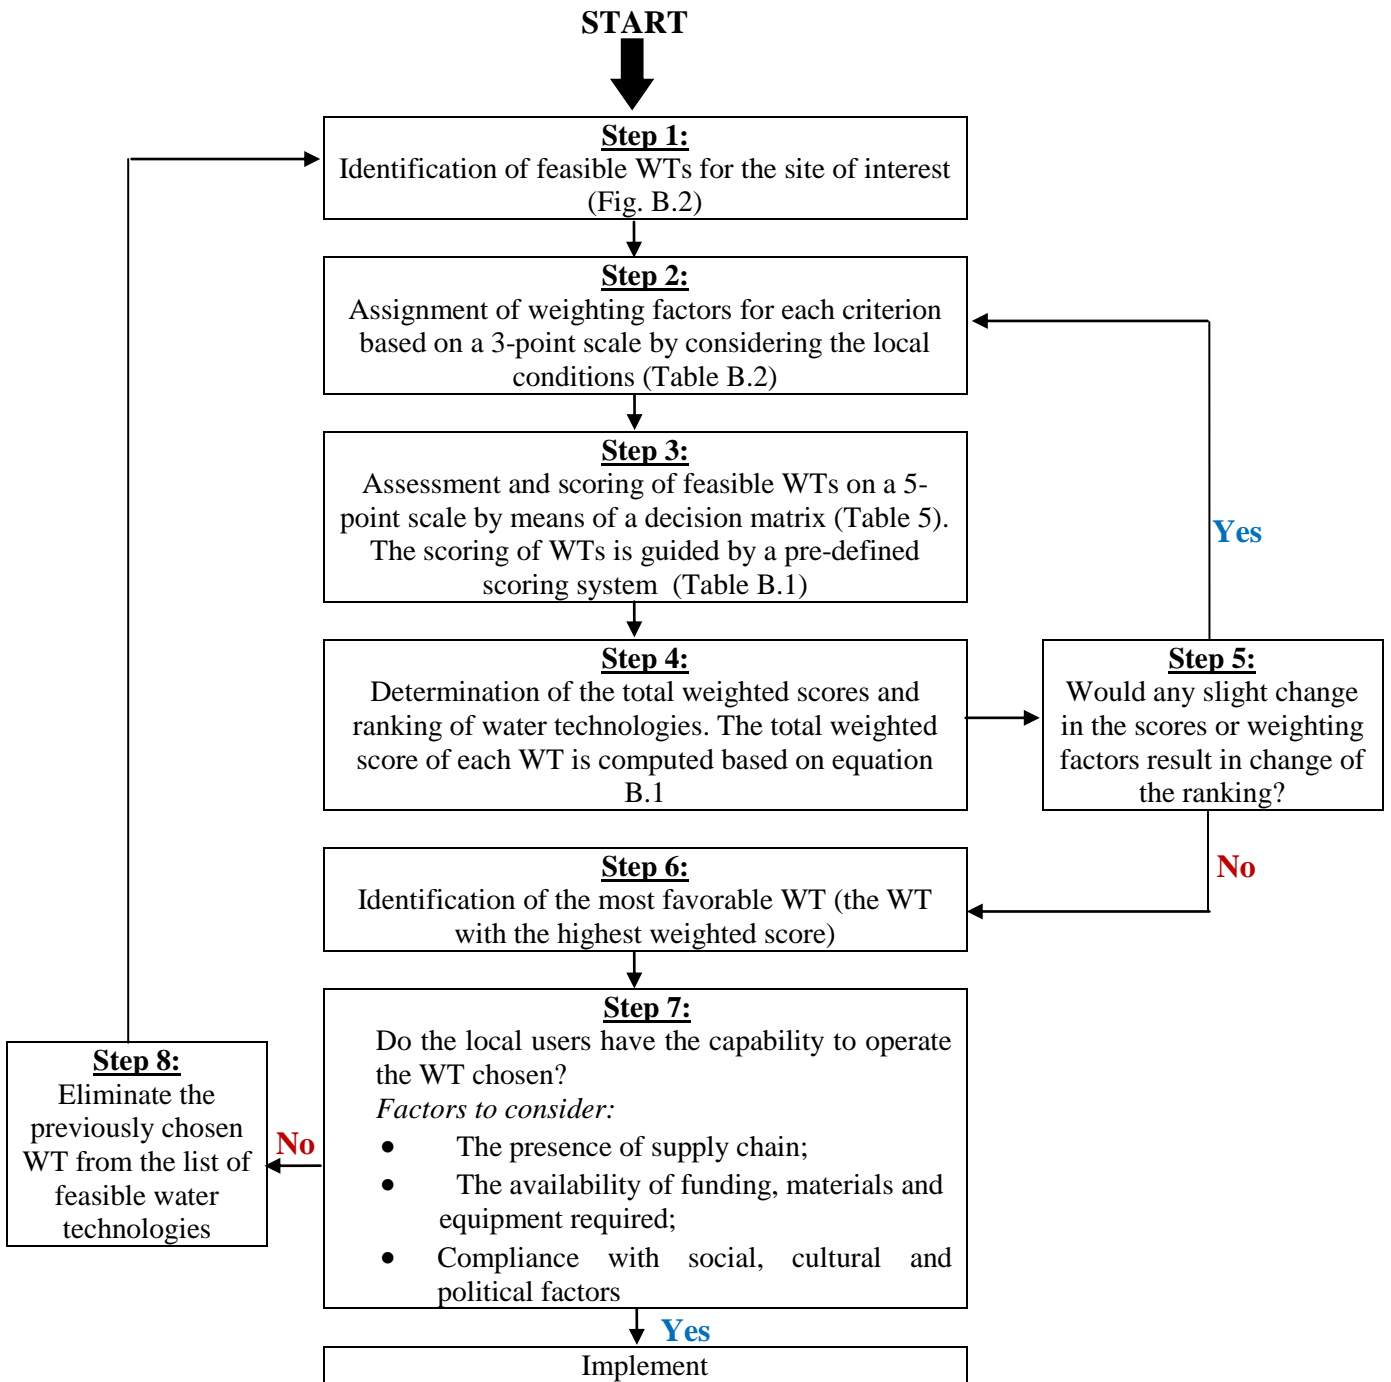 START
Step 1:
Identification of feasible WTs for the site of interest
(Fig. B.2)
Step 2:
Assignment of weighting factors for each criterion
based on a 3-point scale by considering the local
conditions (Table B.2)
Step 3:
Assessment and scoring of feasible WTs on a 5-
point scale by means of a decision matrix (Table 5).
The scoring of WTs is guided by a pre-defined
scoring system (Table B.1)
Yes
Step 4:
Determination of the total weighted scores and
ranking of water technologies. The total weighted
score of each WT is computed based on equation
B.1
Step 5:
Would any slight change
in the scores or weighting
factors result in change of
the ranking?
No
Step 6:
Identification of the most favorable WT (the WT
with the highest weighted score)
Step 7:
Do the local users have the capability to operate
the WT chosen?
Factors to consider:
● The presence of supply chain;
● The availability of funding, materials and
equipment required;
● Compliance with social, cultural and
political factors
No
Step 8:
Eliminate the
previously chosen
WT from the list of
feasible water
technologies
Yes
Implement